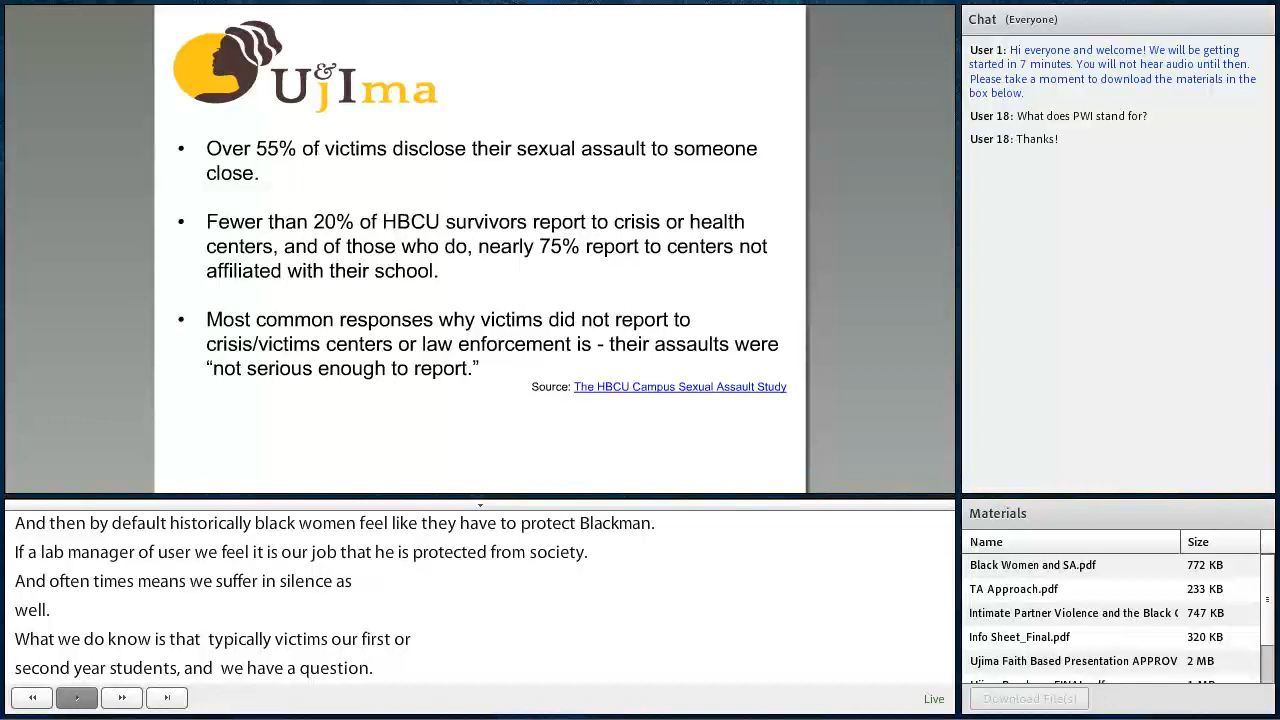 U&jIma
• Over 55% of victims disclose their sexual assault to someone
close.
• Fewer than 20% of HBCU survivors report to crisis or health
centers, and of those who do, nearly 75% report to centers not
affiliated with their school.
• Most common responses why victims did not report to
crisis/victims centers or law enforcement is - their assaults were
“not serious enough to report.”
Source: The HBCU Campus Sexual Assault Study
And then by default historically black women feel like they have to protect Blackman.
If a lab manager of user we feel it is our job that he is protected from society.
And often times means we suffer in silence as
well.
What we do know is that typically victims our first or
second year students, and we have a question.
Live
Chat (Everyone)
User 1: Hi everyone and welcome! We will be getting
started in 7 minutes. You will not hear audio until then.
Please take a moment to download the materials in the
box below.
User 18: What does PWI stand for?
User 18: Thanks!
Materials
Name Size
Black Women and SA.pdf 772 KB
TA Approach.pdf 233 KB
Intimate Partner Violence and the Black 747 KB
Info Sheet_Final.pdf 320 KB
Ujima Faith Based Presentation APPROV 2 MB
Download File(s)